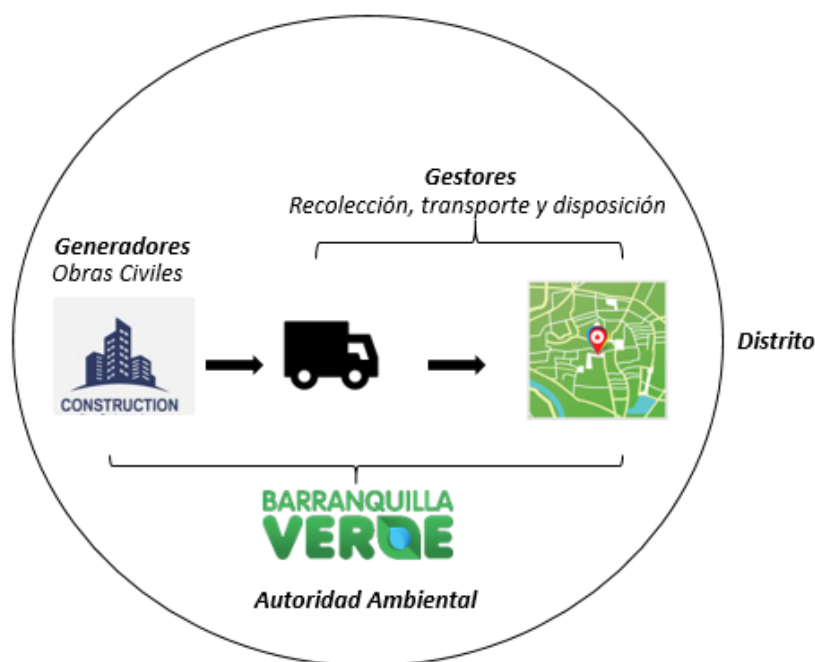 Gestores
Recolección, transporte y disposición
Generadores
Obras Civiles
CONSTRUCTION
Distrito
BARRANQUILLA
VERDE
Autoridad Ambiental